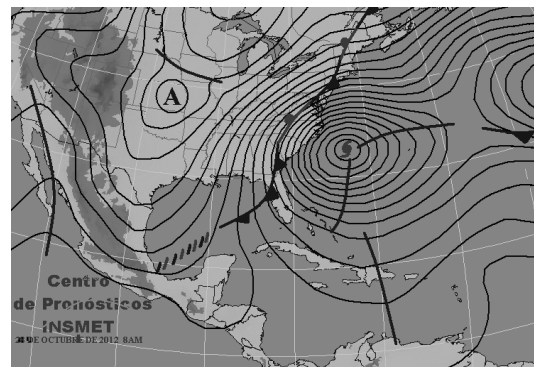 A
Centro
de Pronósticos
INSMET
DE OCTUBRE DE 2012 8AM